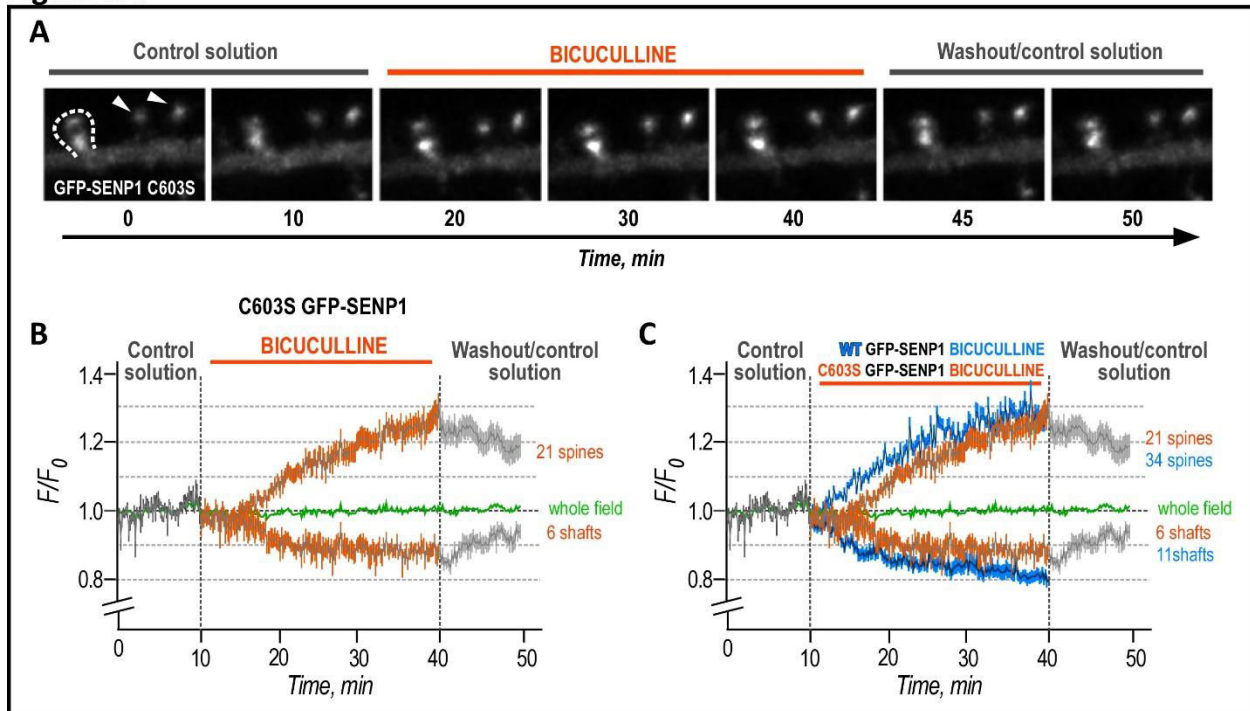 A
Control solution
BICUCULLINE
Washout/control solution
GFP-SENP1 C603S
0 10 20 30 40 45 50
Time, min
C603S GFP-SENP1
B
Control
solution
BICUCULLINE
Washout/control
solution
1.4
1.2
1.0
0.8
F/F0
21 spines
whole field
6 shafts
0 10 20 30 40 50
Time, min
C
Control
solution
WT GFP-SENP1 BICUCULLINE
C603S GFP-SENP1 BICUCULLINE
Washout/control
solution
1.4
1.2
1.0
0.8
F/F0
21 spines
34 spines
whole field
6 shafts
11shafts
0 10 20 30 40 50
Time, min